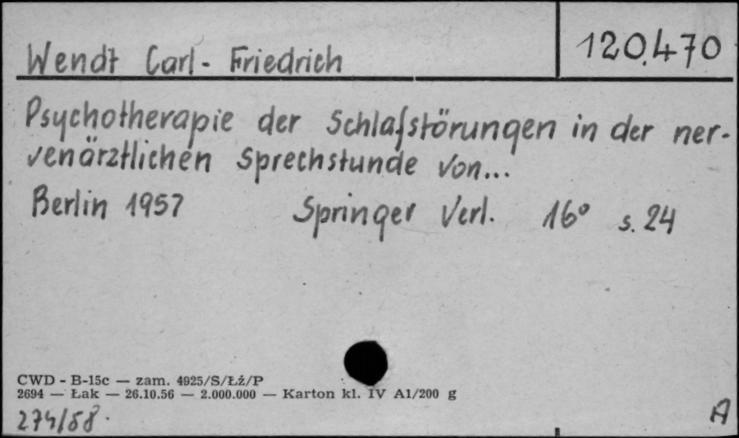 Wendt Carl-Friedrich
120.470
Psychotherapie der Schlafstörungen in der ner-
venärztlichen Sprechstunde von...
Berlin 1957 Springer Verl. 16° s. 24
CWD - B-15c — zam. 4925/S/Łź/P
2694 — Łak — 26.10.56 — 2.000.000 — Karton kl. IV A1/200 g
274/58.
A